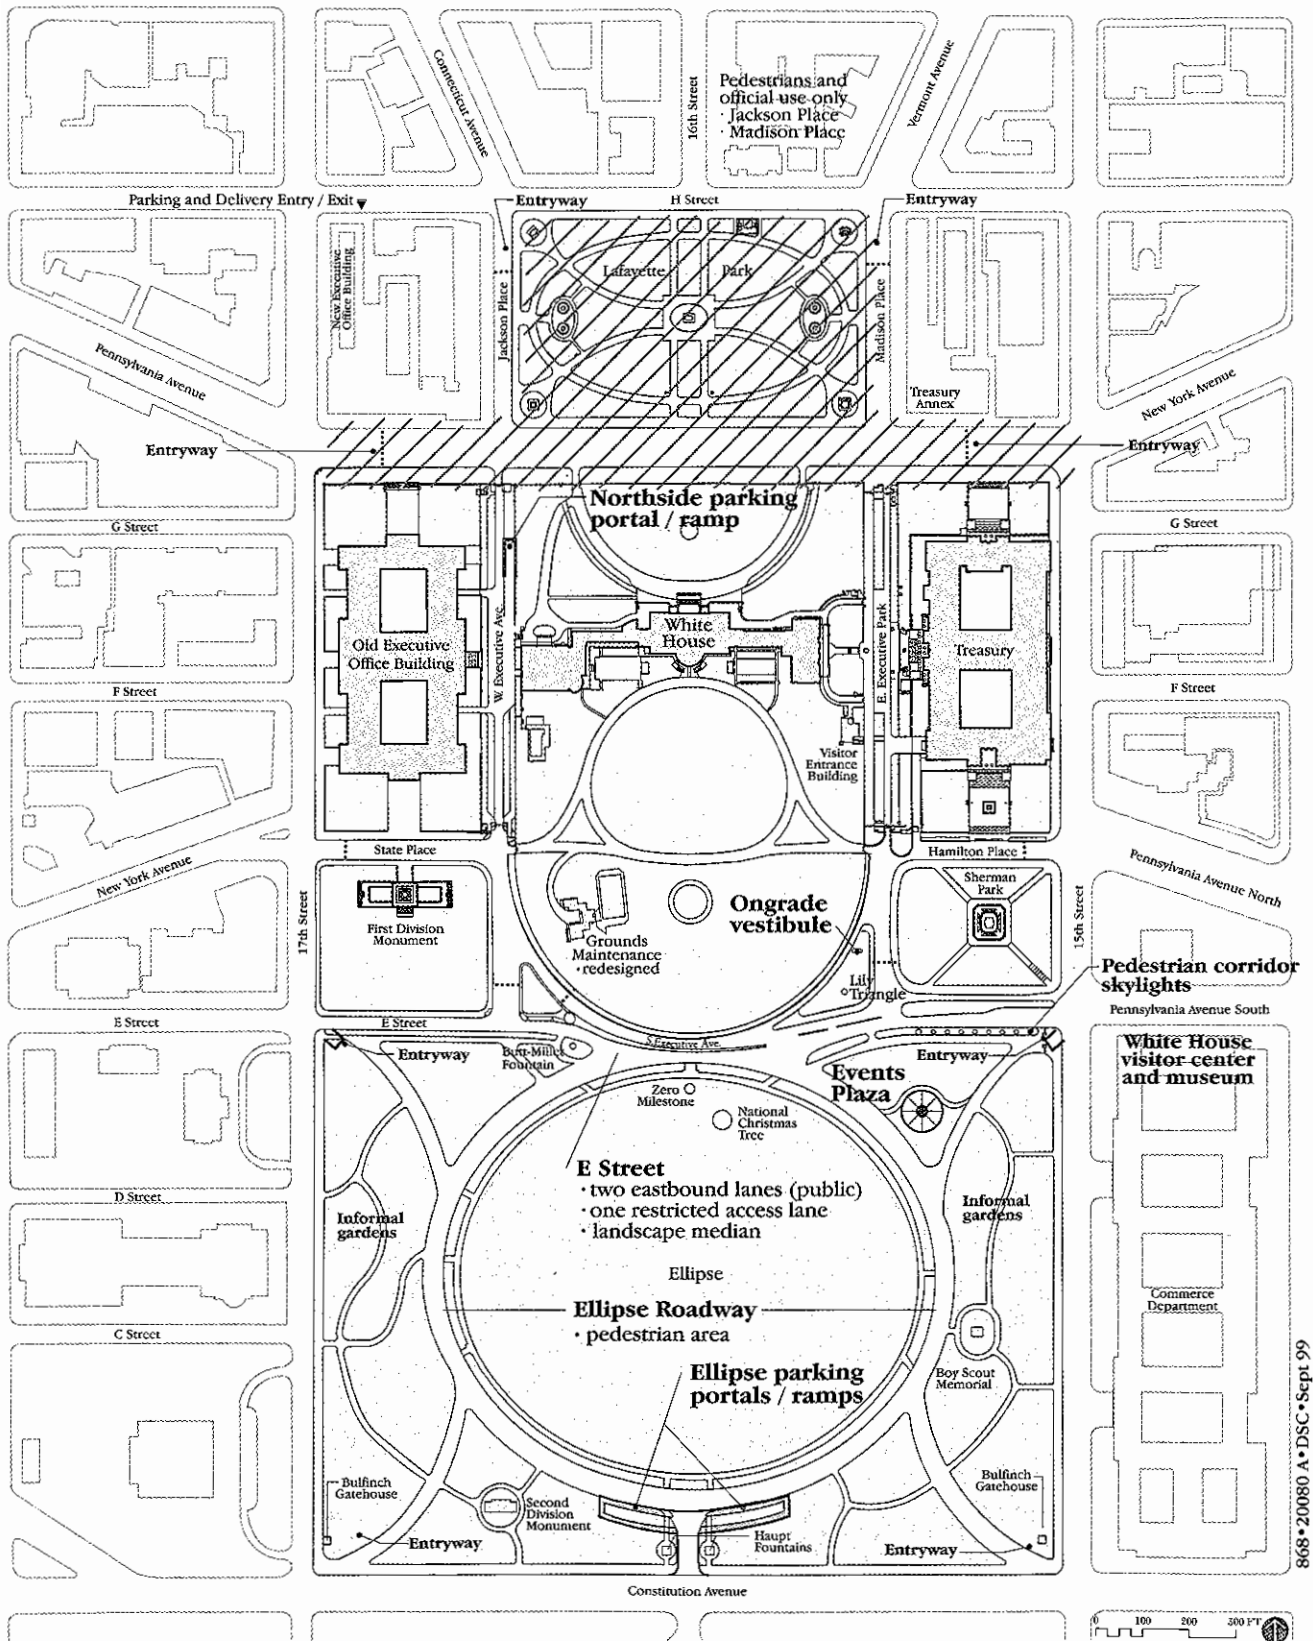 Connecticut Avenue
16th Street
Pedestrians and
official use only
· Jackson Place
· Madison Place
Vermont Avenue
Parking and Delivery Entry / Exit
Entryway
H Street
Entryway
New Executive
Office Building
Jackson Place
Lafayette
Park
Madison Place
Pennsylvania Avenue
Treasury
Annex
New York Avenue
Entryway
Entryway
Northside parking
portal / ramp
G Street
G Street
Old Executive
Office Building
W. Executive Ave.
White
House
E. Executive Park
Treasury
F Street
F Street
Visitor
Entrance
Building
State Place
Hamilton Place
New York Avenue
Pennsylvania Avenue North
17th Street
First Division
Monument
Grounds
Maintenance
· redesigned
Ongrade
vestibule
Sherman
Park
15th Street
Lily
Triangle
Pedestrian corridor
skylights
Pennsylvania Avenue South
E Street
E Street
Entryway
Butt-Millet
Fountain
S. Executive Ave.
Entryway
White House
visitor center
and museum
Events
Plaza
Zero
Milestone
National
Christmas
Tree
E Street
· two eastbound lanes (public)
· one restricted access lane
· landscape median
D Street
Informal
gardens
Informal
gardens
Ellipse
Commerce
Department
Ellipse Roadway
· pedestrian area
C Street
Ellipse parking
portals / ramps
Boy Scout
Memorial
Bulfinch
Gatehouse
Bulfinch
Gatehouse
Second
Division
Monument
Haupt
Fountains
Entryway
Entryway
Constitution Avenue
868•20080 A•DSC•Sept 99
0 100 200 300 FT